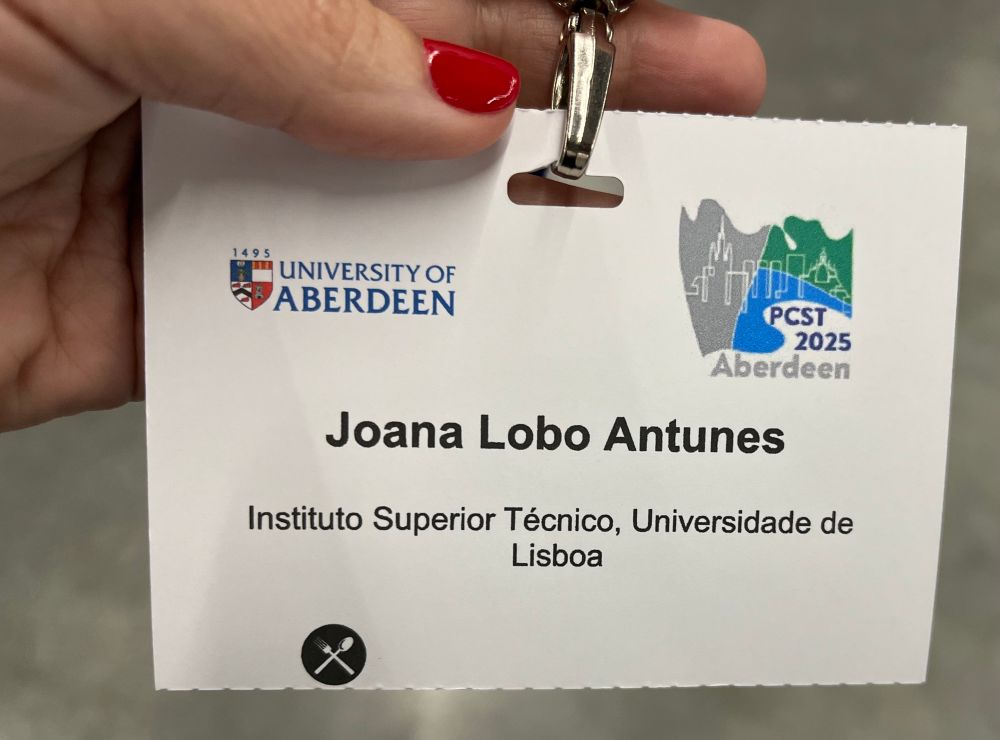 1495
UNIVERSITY OF
ABERDEEN
PCST
2025
Aberdeen
Joana Lobo Antunes
Instituto Superior Técnico, Universidade de
Lisboa